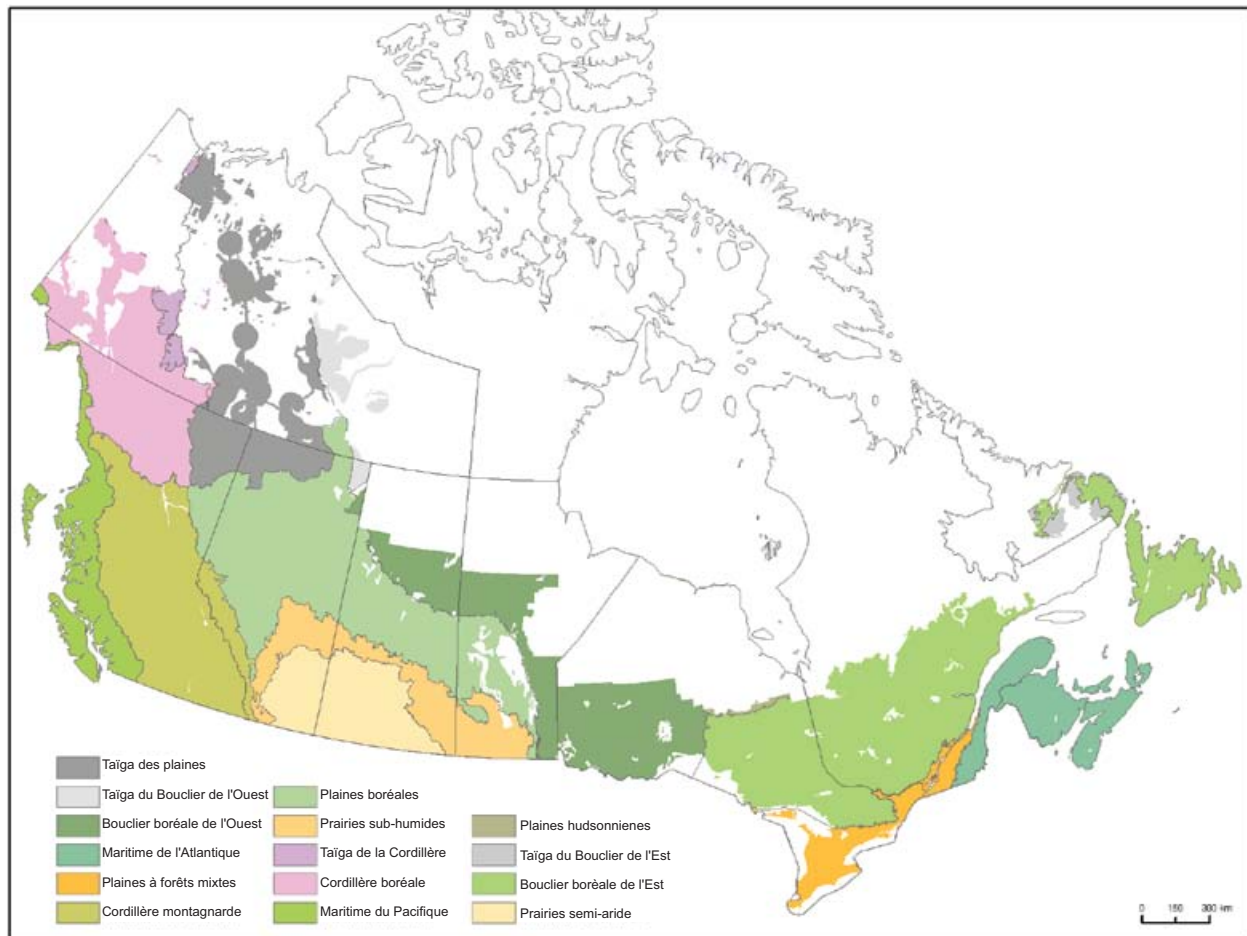 Taïga des plaines
Taïga du Bouclier de l'Ouest
Bouclier boréale de l'Ouest
Maritime de l'Atlantique
Plaines à forêts mixtes
Cordillère montagnarde
Plaines boréales
Prairies sub-humides
Taïga de la Cordillère
Cordillère boréale
Maritime du Pacifique
Plaines hudsonniennes
Taïga du Bouclier de l'Est
Bouclier borèale de l'Est
Prairies semi-aride
0 150 300 km